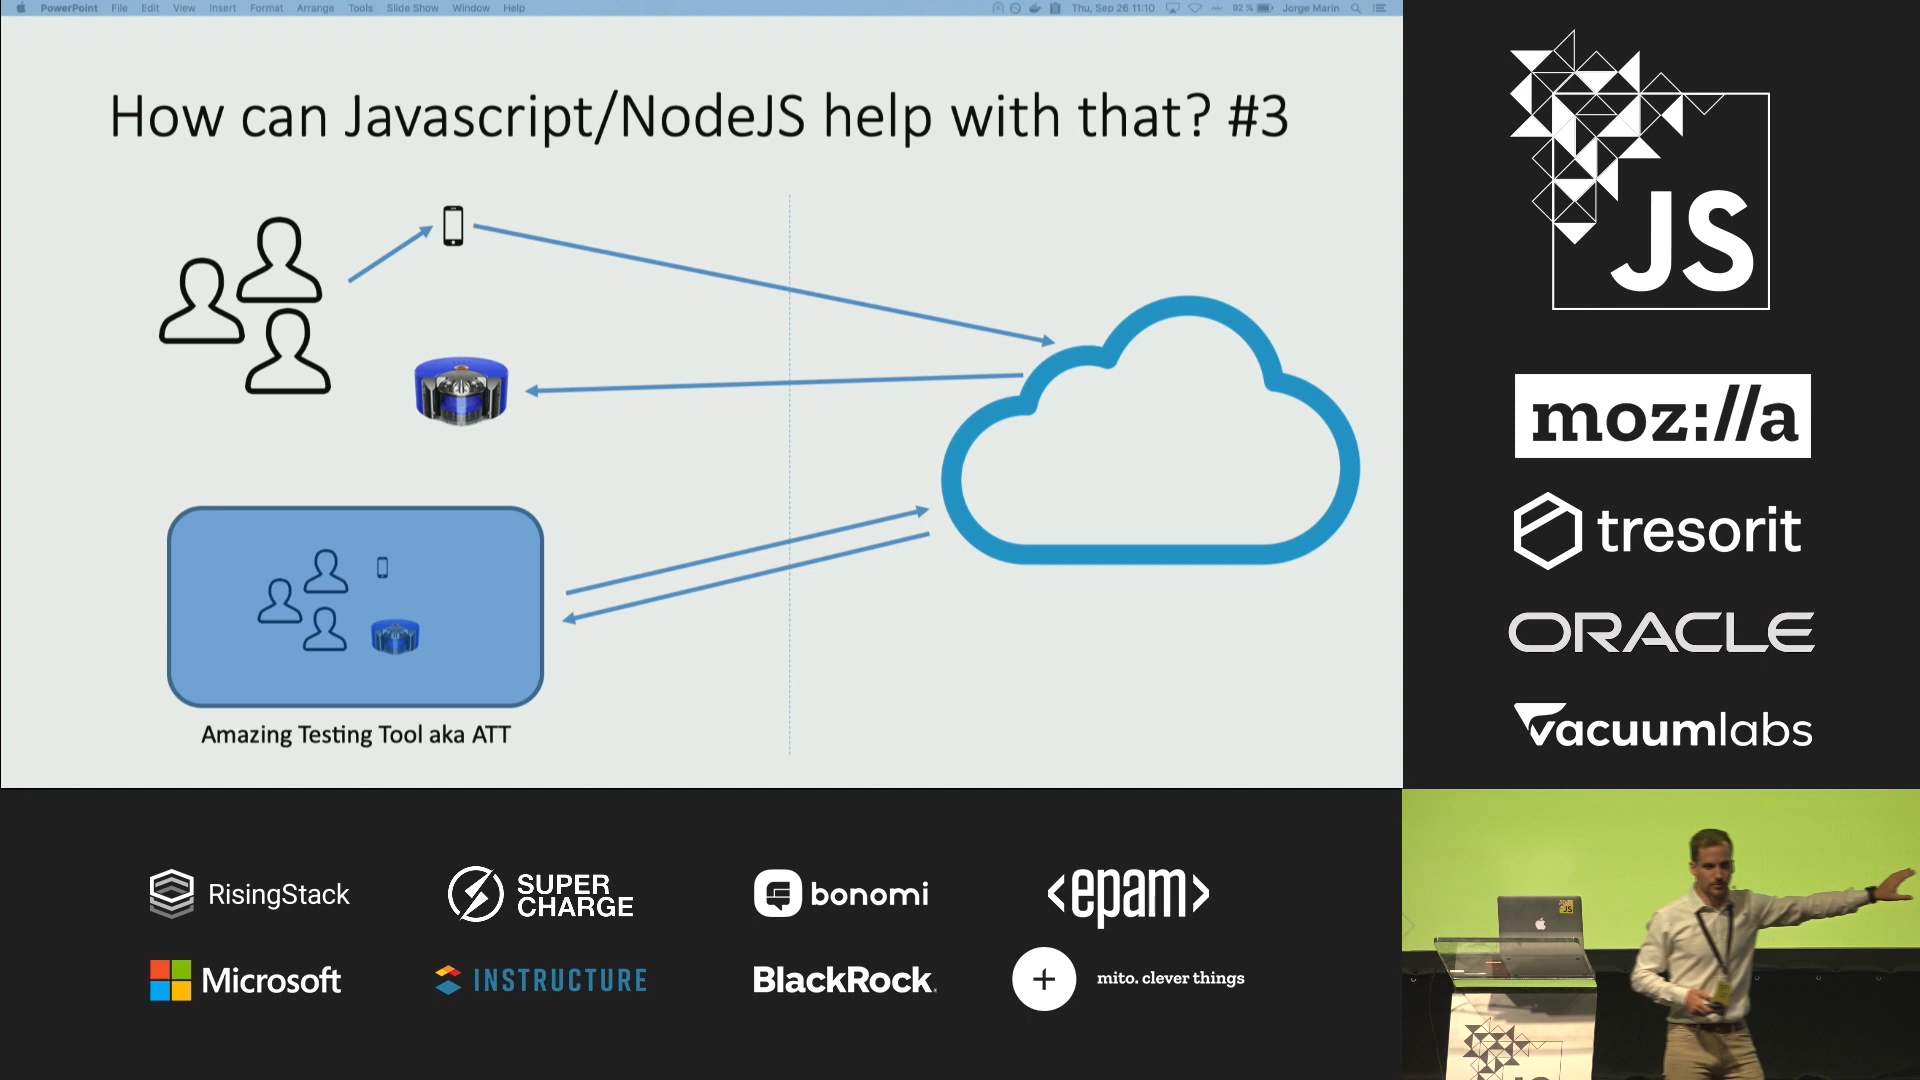 PowerPoint File Edit View Insert Format Arrange Tools Slide Show Window Help
92 % Thu, Sep 26 11:10 Jorge Marin
How can Javascript/NodeJS help with that? #3
Amazing Testing Tool aka ATT
JS
moz://a
tresorit
ORACLE
vacuumlabs
RisingStack
SUPER
CHARGE
bonomi
<epam>
Microsoft
INSTRUCTURE
BlackRock.
mito. clever things
JS
JS